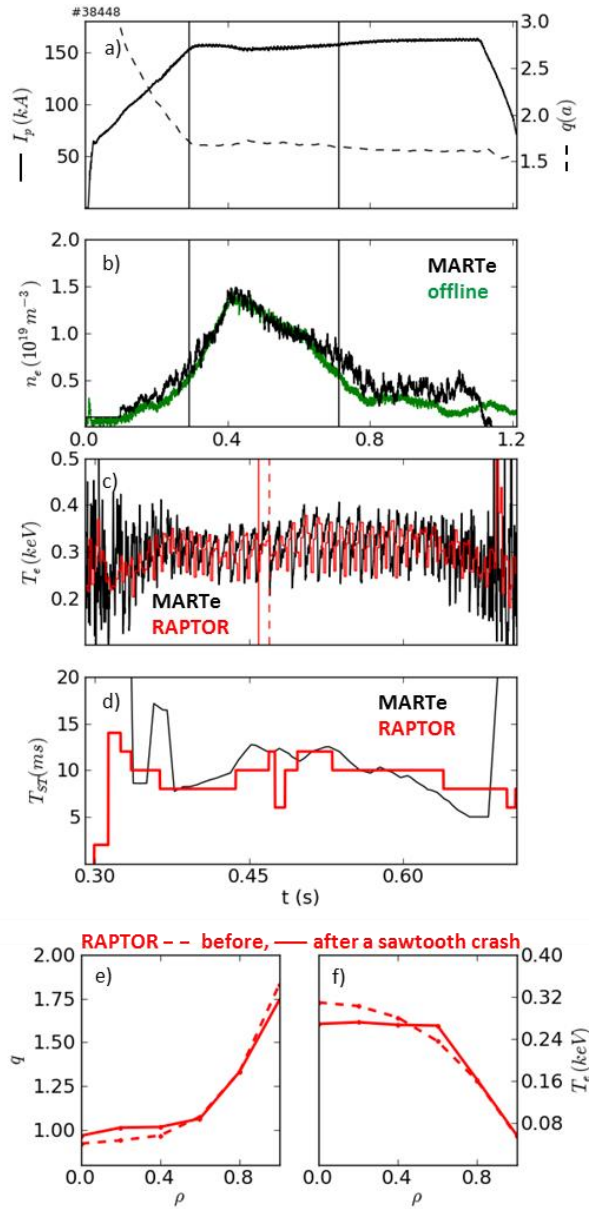 #38448
a)
150
100
50
— I_p (kA)
3.0
2.5
2.0
1.5
-- q(a)
b)
MARTe
offline
2.0
1.5
1.0
0.5
n_e (10^19 m^-3)
0.0 0.4 0.8 1.2
c)
0.5
0.4
0.3
0.2
T_e (keV)
MARTe
RAPTOR
d)
20
15
10
5
T_ST (ms)
MARTe
RAPTOR
0.30 0.45 0.60
t (s)
RAPTOR -- before, — after a sawtooth crash
e)
2.00
1.75
1.50
1.25
1.00
q
0.0 0.4 0.8
ρ
f)
0.40
0.32
0.24
0.16
0.08
T_e (keV)
0.0 0.4 0.8
ρ